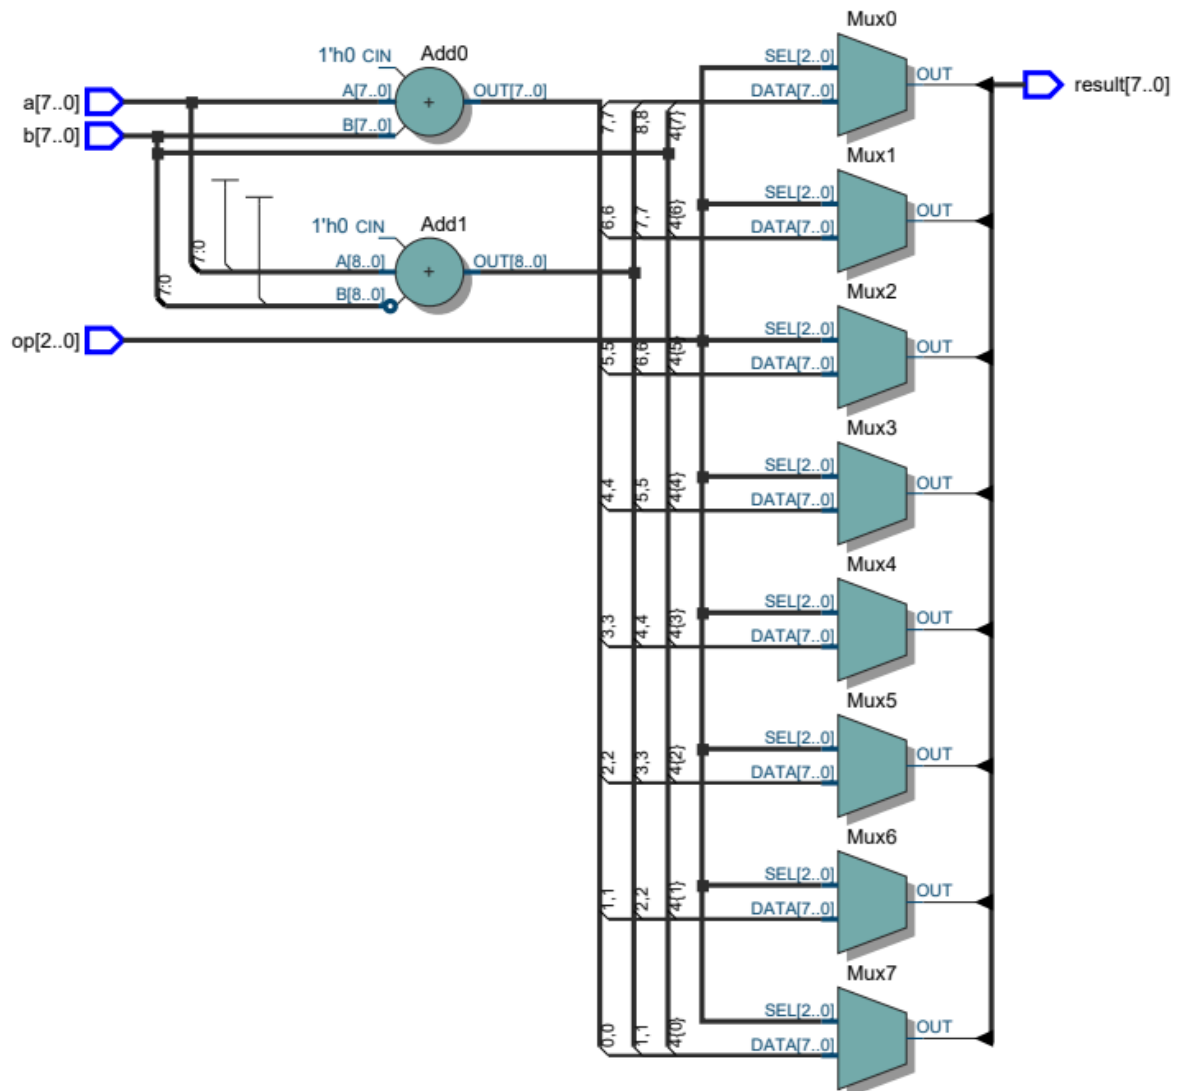 Mux0
1'h0 CIN
Add0
SEL[2..0]
OUT
a[7..0]
A[7..0]
+
OUT[7..0]
DATA[7..0]
result[7..0]
b[7..0]
B[7..0]
7,7
8,8
4{7}
Mux1
SEL[2..0]
OUT
1'h0 CIN
Add1
6,6
7,7
4{6}
DATA[7..0]
7:0
A[8..0]
+
OUT[8..0]
7:0
B[8..0]
Mux2
SEL[2..0]
OUT
op[2..0]
5,5
6,6
4{5}
DATA[7..0]
Mux3
SEL[2..0]
OUT
4,4
5,5
4{4}
DATA[7..0]
Mux4
SEL[2..0]
OUT
3,3
4,4
4{3}
DATA[7..0]
Mux5
SEL[2..0]
OUT
2,2
3,3
4{2}
DATA[7..0]
Mux6
SEL[2..0]
OUT
1,1
2,2
4{1}
DATA[7..0]
Mux7
SEL[2..0]
OUT
0,0
1,1
4{0}
DATA[7..0]